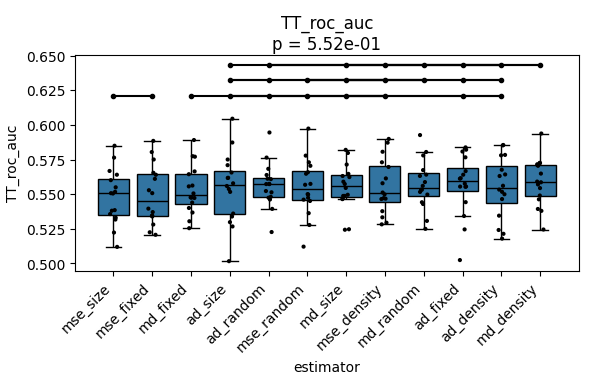 TT_roc_auc
p = 5.52e-01
TT_roc_auc
0.650
0.625
0.600
0.575
0.550
0.525
0.500
mse_size
mse_fixed
md_fixed
ad_size
ad_random
mse_random
md_size
mse_density
md_random
ad_fixed
ad_density
md_density
estimator